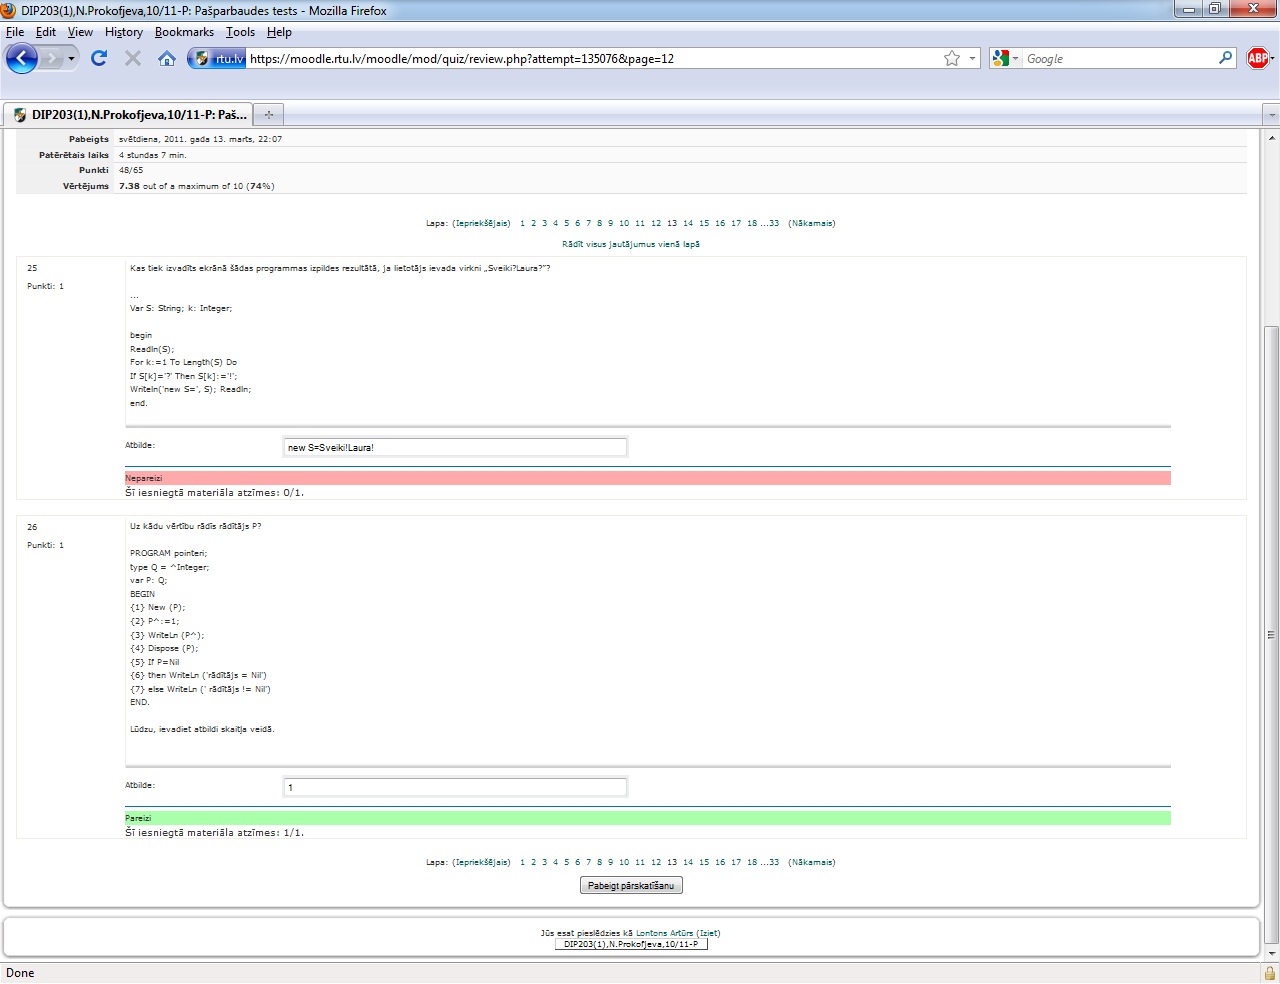 DIP203(1),N.Prokofjeva,10/11-P: Pašparbaudes tests - Mozilla Firefox
File Edit View History Bookmarks Tools Help
rtu.lv https://moodle.rtu.lv/moodle/mod/quiz/review.php?attempt=135076&page=12
Google
ABP
DIP203(1),N.Prokofjeva,10/11-P: Paš...
Pabeigts svētdiena, 2011. gada 13. marts, 22:07
Patērētais laiks 4 stundas 7 min.
Punkti 48/65
Vērtējums 7.38 out of a maximum of 10 (74%)
Lapa: (Iepriekšējais) 1 2 3 4 5 6 7 8 9 10 11 12 13 14 15 16 17 18 ...33 (Nākamais)
Rādīt visus jautājumus vienā lapā
25
Punkti: 1
Kas tiek izvadīts ekrānā šādas programmas izpildes rezultātā, ja lietotājs ievada virkni „Sveiki?Laura?"?
...
Var S: String; k: Integer;
begin
Readln(S);
For k:=1 To Length(S) Do
If S[k]='?' Then S[k]:='!';
Writeln('new S=', S); Readln;
end.
Atbilde: new S=Sveiki!Laura!
Nepareizi
Šī iesniegtā materiāla atzīmes: 0/1.
26
Punkti: 1
Uz kādu vērtību rādīs rādītājs P?
PROGRAM pointeri;
type Q = ^Integer;
var P: Q;
BEGIN
{1} New (P);
{2} P^:=1;
{3} WriteLn (P^);
{4} Dispose (P);
{5} If P=Nil
{6} then WriteLn ('rādītājs = Nil')
{7} else WriteLn (' rādītājs != Nil')
END.
Lūdzu, ievadiet atbildi skaitļa veidā.
Atbilde: 1
Pareizi
Šī iesniegtā materiāla atzīmes: 1/1.
Lapa: (Iepriekšējais) 1 2 3 4 5 6 7 8 9 10 11 12 13 14 15 16 17 18 ...33 (Nākamais)
Pabeigt pārskatīšanu
Jūs esat pieslēdzies kā Lontons Artūrs (Iziet)
DIP203(1),N.Prokofjeva,10/11-P
Done